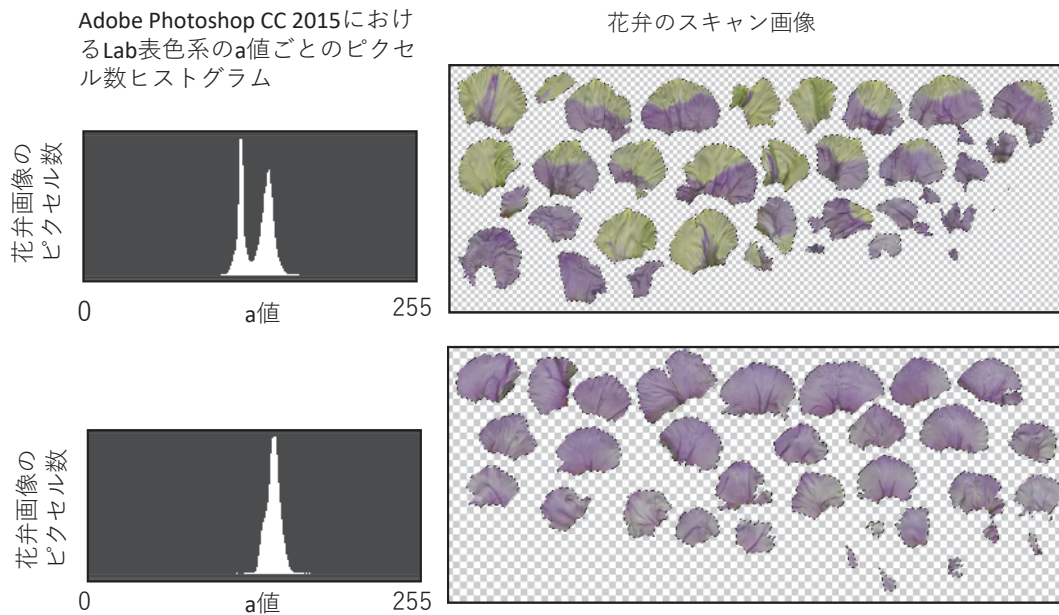 Adobe Photoshop CC 2015におけ
るLab表色系のa値ごとのピクセ
ル数ヒストグラム
花弁のスキャン画像
花弁画像の
ピクセル数
0
a値
255
花弁画像の
ピクセル数
0
a値
255